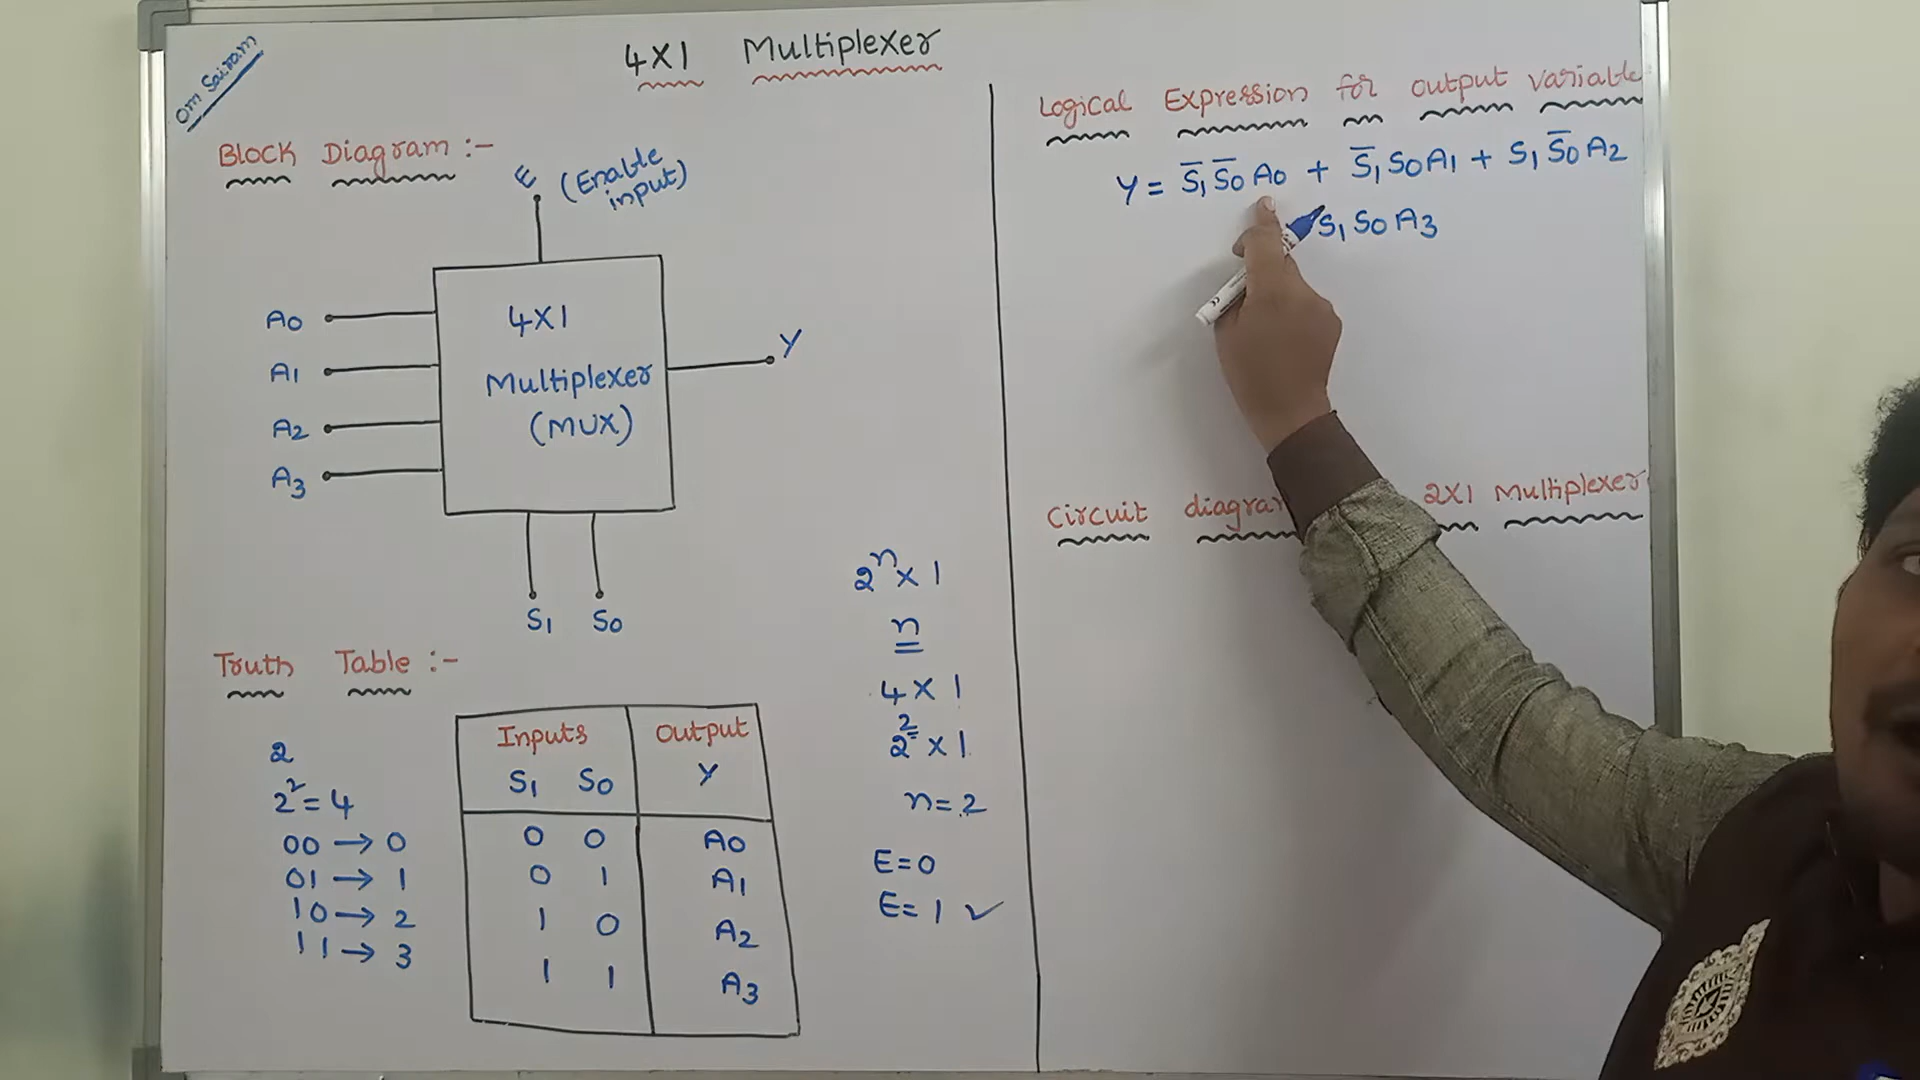 Om Sairam
4X1 Multiplexer
Block Diagram :-
E (Enable
input)
A0
A1
A2
A3
4X1
Multiplexer
(MUX)
Y
S1 S0
2ⁿ x 1
n
4 x 1
2² x 1
n=2
E=0
E=1 ✓
Truth Table :-
2
2²=4
00 → 0
01 → 1
10 → 2
11 → 3
Inputs Output
S1 S0 Y
0 0 A0
0 1 A1
1 0 A2
1 1 A3
Logical Expression for output variable
Y = S̅1 S̅0 A0 + S̅1 S0 A1 + S1 S̅0 A2
S1 S0 A3
Circuit 2X1 Multiplexer